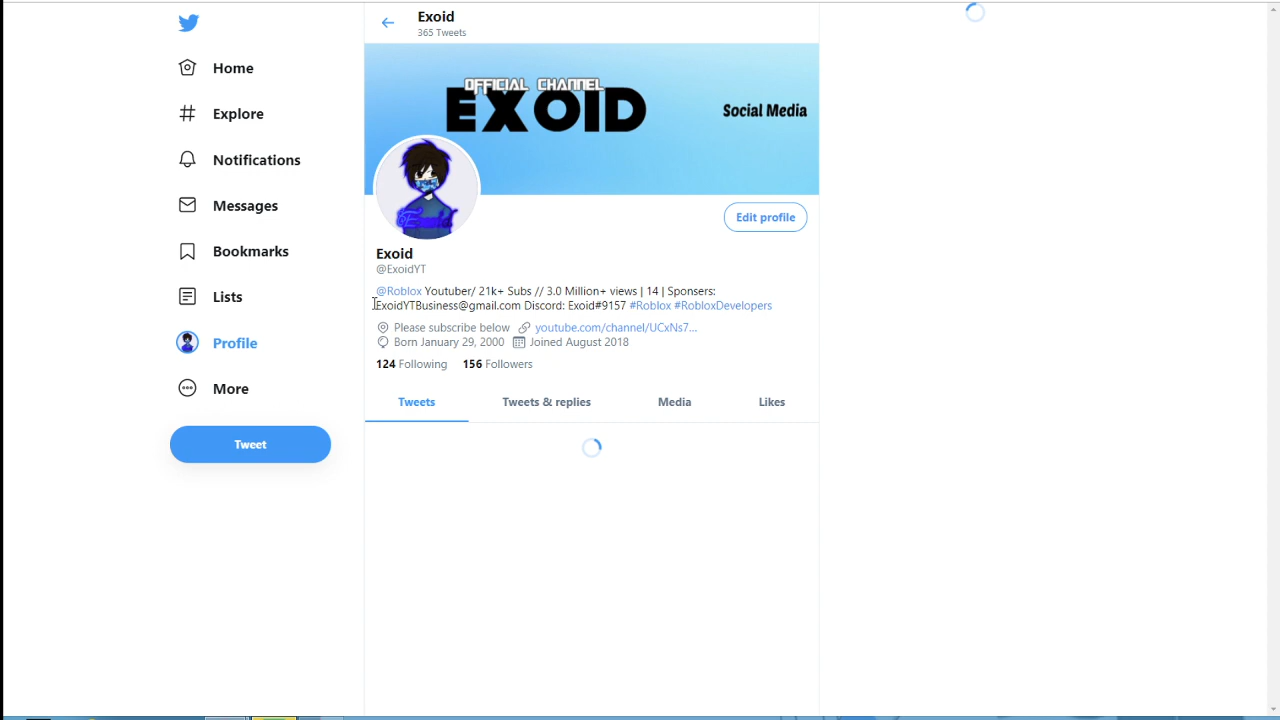 Exoid
365 Tweets
Home
Explore
Notifications
Messages
Bookmarks
Lists
Profile
More
Tweet
OFFICIAL CHANNEL
EXOID
Social Media
Edit profile
Exoid
@ExoidYT
@Roblox Youtuber/ 21k+ Subs // 3.0 Million+ views | 14 | Sponsers:
ExoidYTBusiness@gmail.com Discord: Exoid#9157 #Roblox #RobloxDevelopers
Please subscribe below youtube.com/channel/UCxNs7...
Born January 29, 2000 Joined August 2018
124 Following 156 Followers
Tweets Tweets & replies Media Likes